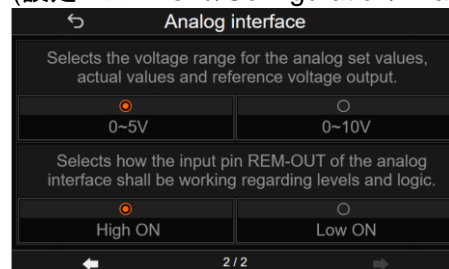 Analog interface
Selects the voltage range for the analog set values,
actual values and reference voltage output.
0~5V
0~10V
Selects how the input pin REM-OUT of the analog
interface shall be working regarding levels and logic.
High ON
Low ON
2/2